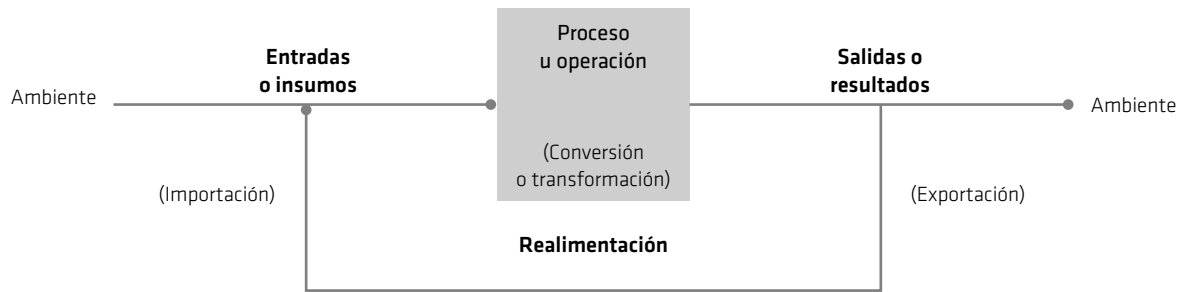 Proceso
u operación
Entradas
o insumos
Salidas o
resultados
Ambiente
Ambiente
(Conversión
o transformación)
(Importación)
(Exportación)
Realimentación